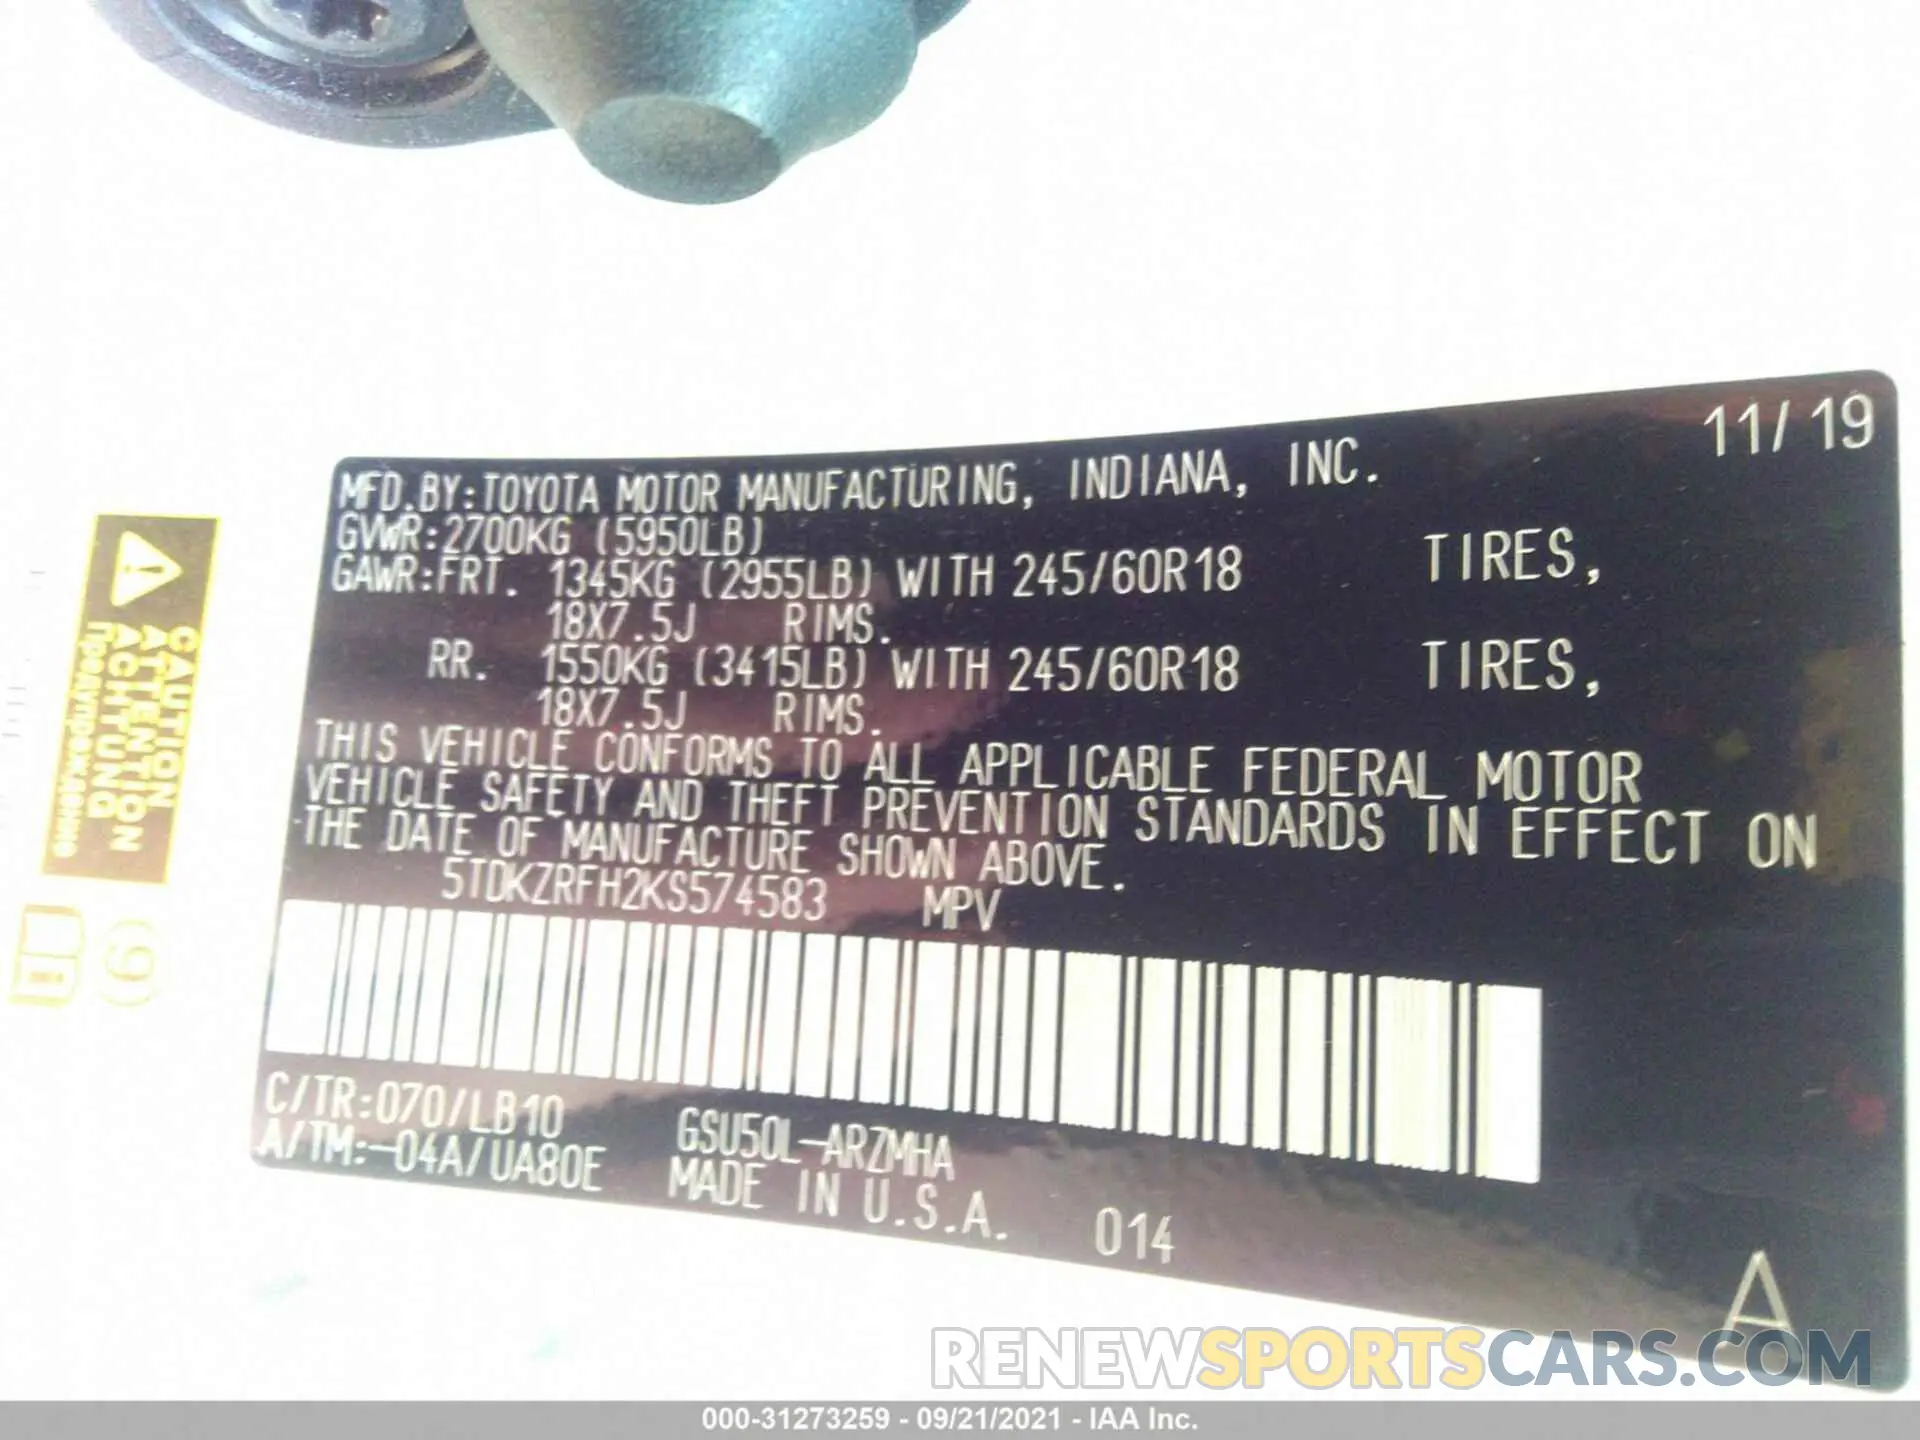 11/19
MFD.BY:TOYOTA MOTOR MANUFACTURING, INDIANA, INC.
GVWR:2700KG (5950LB)
GAWR:FRT. 1345KG (2955LB) WITH 245/60R18 TIRES,
18X7.5J RIMS.
RR. 1550KG (3415LB) WITH 245/60R18 TIRES,
18X7.5J RIMS.
THIS VEHICLE CONFORMS TO ALL APPLICABLE FEDERAL MOTOR
VEHICLE SAFETY AND THEFT PREVENTION STANDARDS IN EFFECT ON
THE DATE OF MANUFACTURE SHOWN ABOVE.
5TDKZRFH2KS574583 MPV
C/TR:070/LB10 GSU50L-ARZMHA
A/TM:-04A/UA80E MADE IN U.S.A. 014
A
CAUTION
ATTENTION
ACHTUNG
Предупреждение
RENEWSPORTSCARS.COM
000-31273259 - 09/21/2021 - IAA Inc.